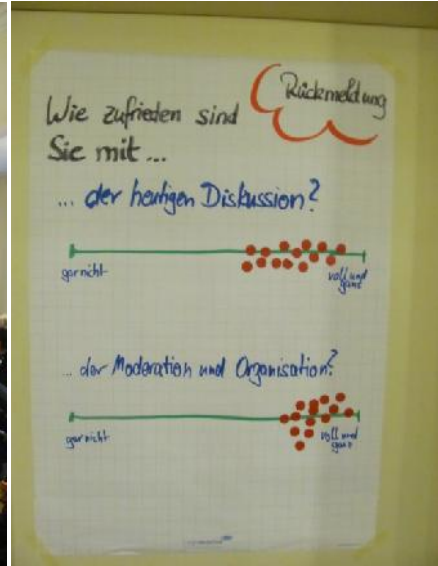 Rückmeldung
Wie zufrieden sind
Sie mit...
... der heutigen Diskussion?
gar nicht
voll und
ganz
... der Moderation und Organisation?
gar nicht
voll und
ganz